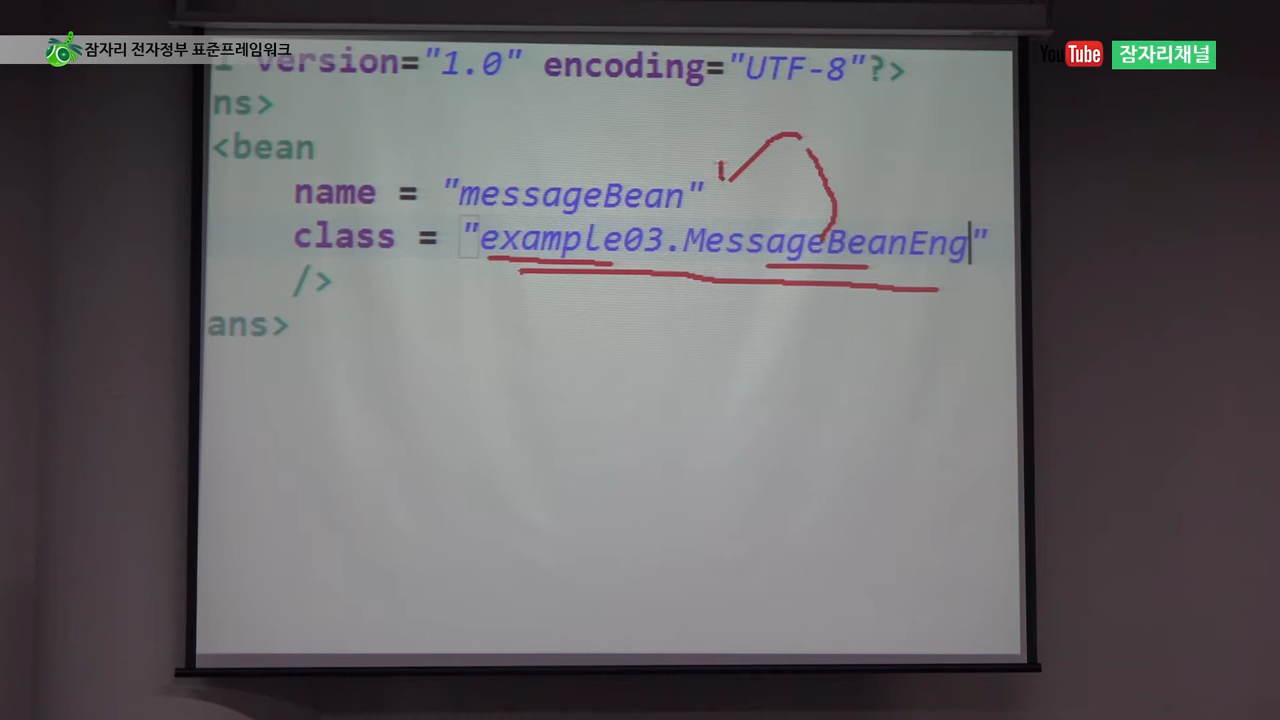 잠자리 전자정부 표준프레임워크
YouTube 잠자리채널
version="1.0" encoding="UTF-8"?>
ns>
<bean
name = "messageBean"
class = "example03.MessageBeanEng"
/>
ans>